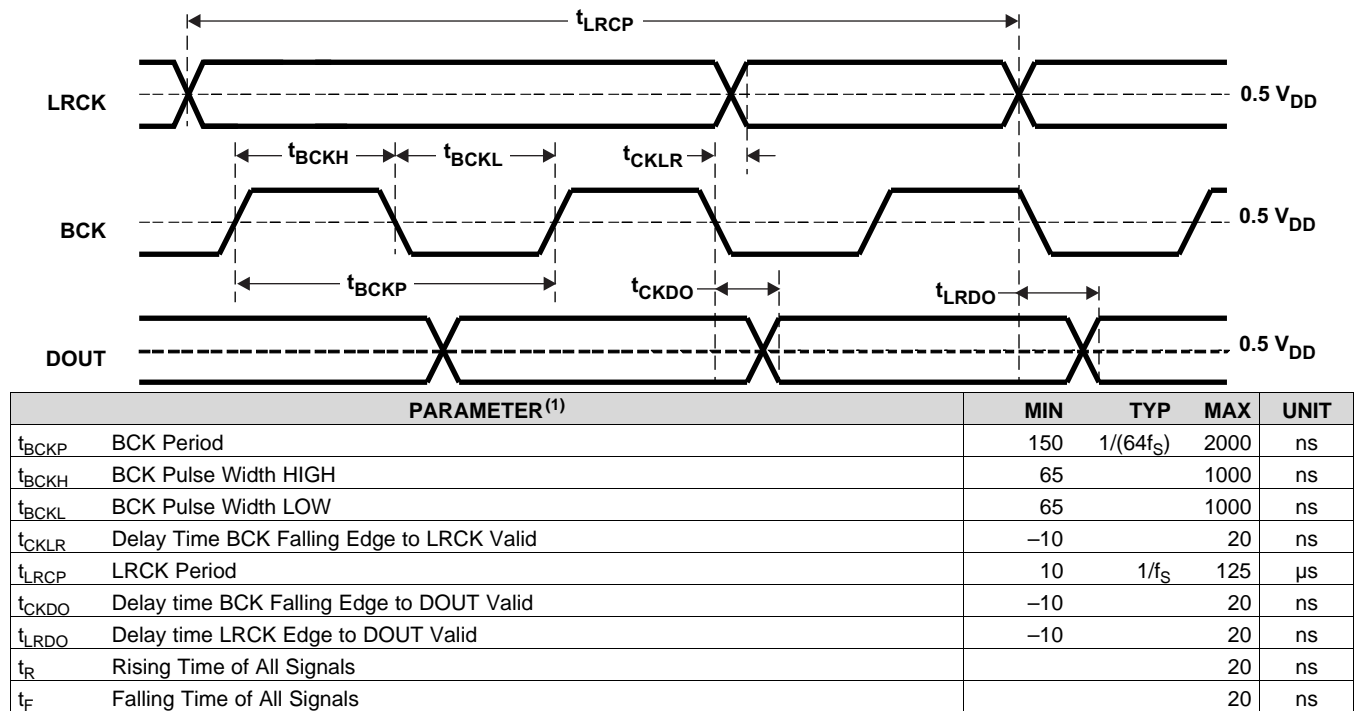 tLRCP
LRCK
0.5 VDD
tBCKH
tBCKL
tCKLR
BCK
0.5 VDD
tBCKP
tCKDO
tLRDO
DOUT
0.5 VDD
PARAMETER(1) MIN TYP MAX UNIT
tBCKP BCK Period 150 1/(64fS) 2000 ns
tBCKH BCK Pulse Width HIGH 65 1000 ns
tBCKL BCK Pulse Width LOW 65 1000 ns
tCKLR Delay Time BCK Falling Edge to LRCK Valid –10 20 ns
tLRCP LRCK Period 10 1/fS 125 µs
tCKDO Delay time BCK Falling Edge to DOUT Valid –10 20 ns
tLRDO Delay time LRCK Edge to DOUT Valid –10 20 ns
tR Rising Time of All Signals 20 ns
tF Falling Time of All Signals 20 ns